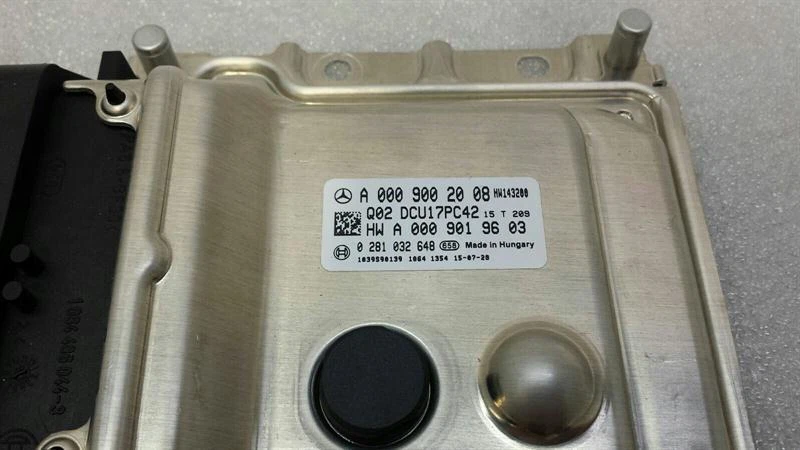 A 000 900 20 08 HW143200
Q02 DCU17PC42 15 T 209
HW A 000 901 96 03
0 281 032 648 658 Made in Hungary
1039S90139 1064 1354 15-07-28